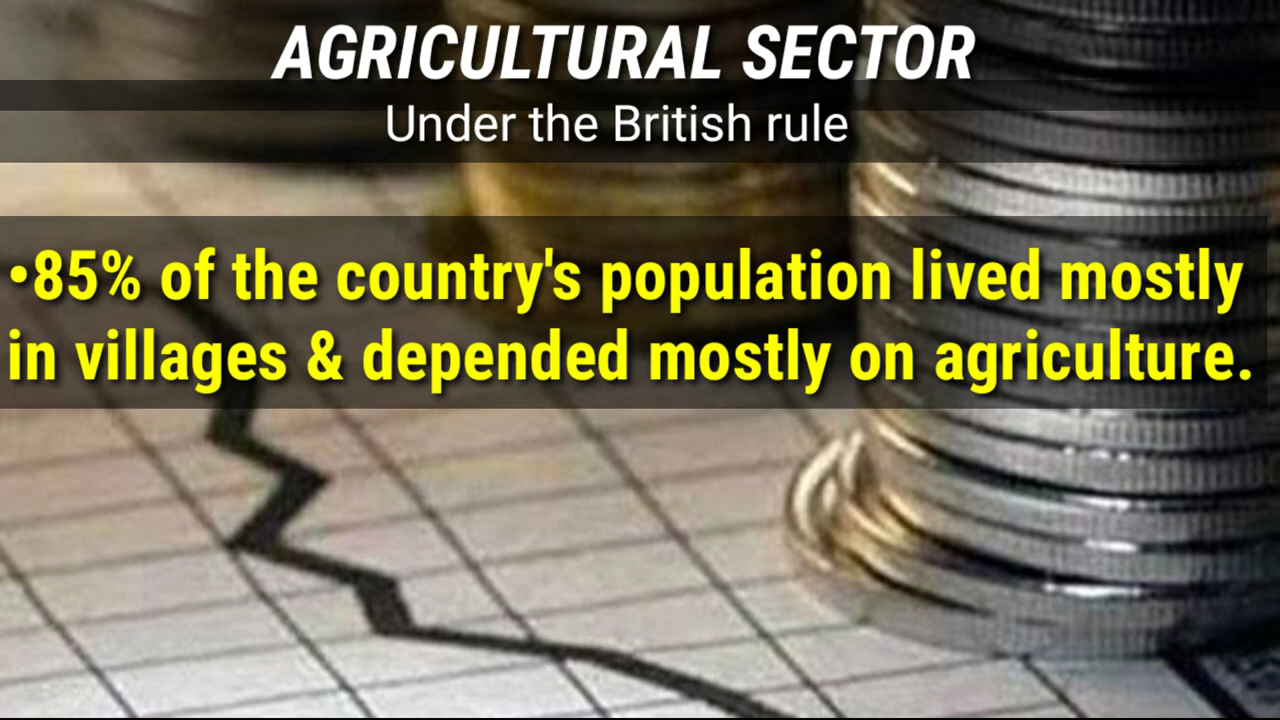 AGRICULTURAL SECTOR
Under the British rule
•85% of the country's population lived mostly
in villages & depended mostly on agriculture.